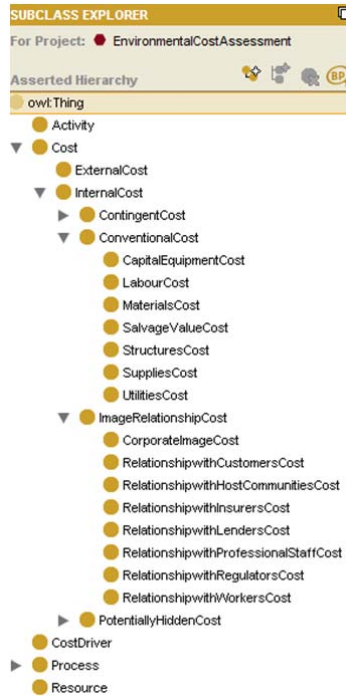 SUBCLASS EXPLORER
For Project: EnvironmentalCostAssessment
Asserted Hierarchy
owl:Thing
Activity
Cost
ExternalCost
InternalCost
ContingentCost
ConventionalCost
CapitalEquipmentCost
LabourCost
MaterialsCost
SalvageValueCost
StructuresCost
SuppliesCost
UtilitiesCost
ImageRelationshipCost
CorporateImageCost
RelationshipwithCustomersCost
RelationshipwithHostCommunitiesCost
RelationshipwithInsurersCost
RelationshipwithLendersCost
RelationshipwithProfessionalStaffCost
RelationshipwithRegulatorsCost
RelationshipwithWorkersCost
PotentiallyHiddenCost
CostDriver
Process
Resource